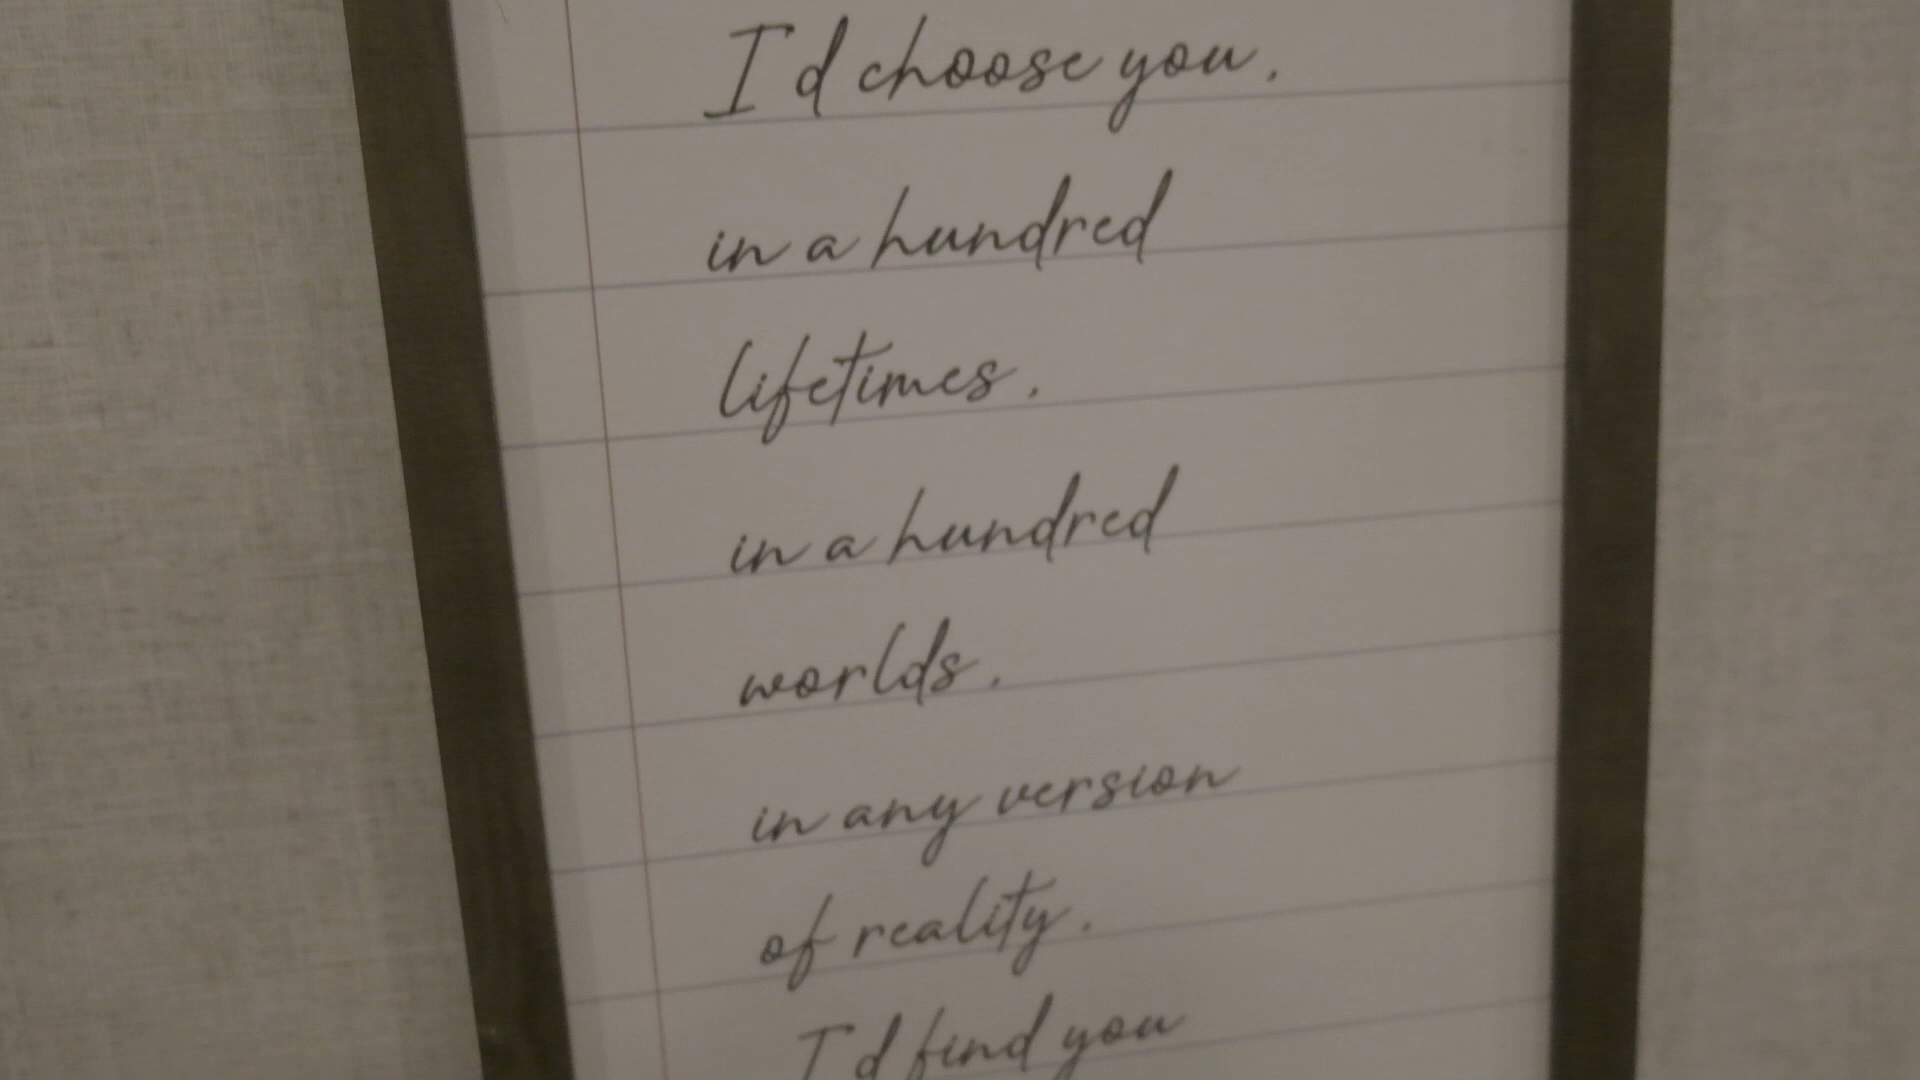 I'd choose you.
in a hundred
lifetimes.
in a hundred
worlds.
in any version
of reality.
I'd find you